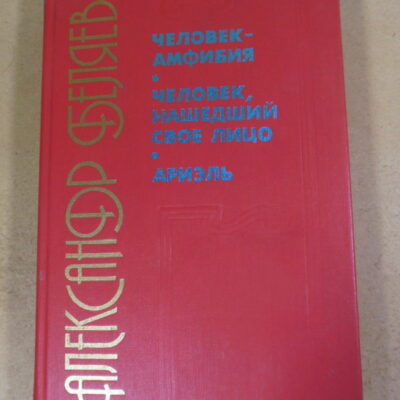 АЛЕКСАНДР БЕЛЯЕВ
ЧЕЛОВЕК-
АМФИБИЯ
•
ЧЕЛОВЕК,
НАШЕДШИЙ
СВОЕ ЛИЦО
•
АРИЭЛЬ